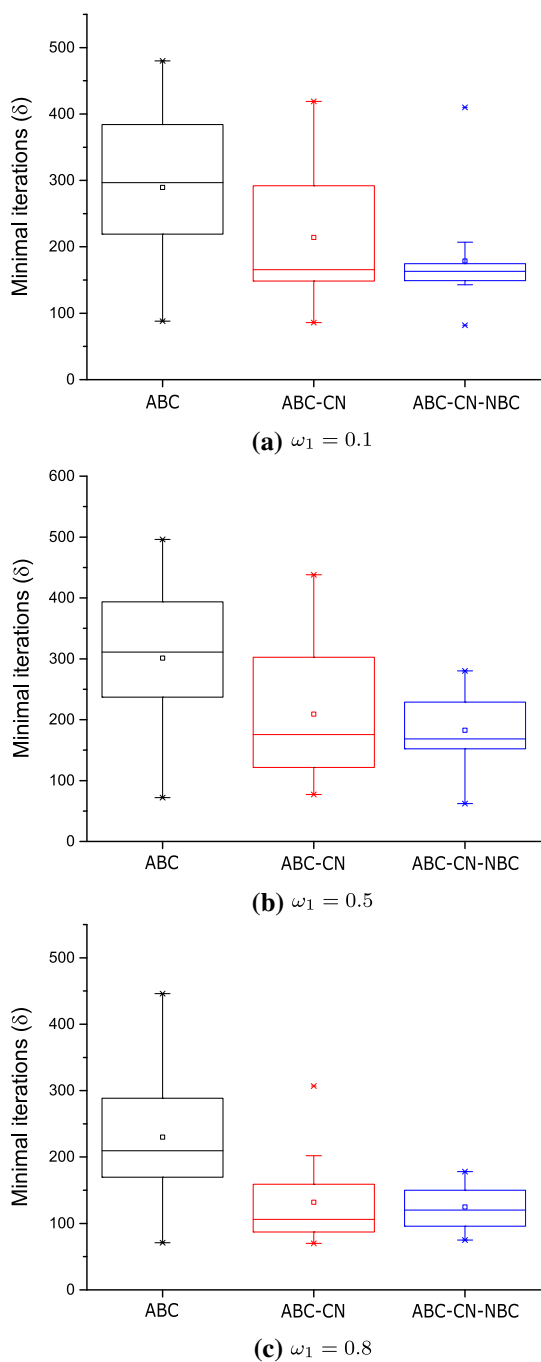 500
400
300
200
100
0
Minimal iterations (δ)
ABC ABC-CN ABC-CN-NBC
(a) ω₁ = 0.1
600
500
400
300
200
100
0
Minimal iterations (δ)
ABC ABC-CN ABC-CN-NBC
(b) ω₁ = 0.5
500
400
300
200
100
0
Minimal iterations (δ)
ABC ABC-CN ABC-CN-NBC
(c) ω₁ = 0.8